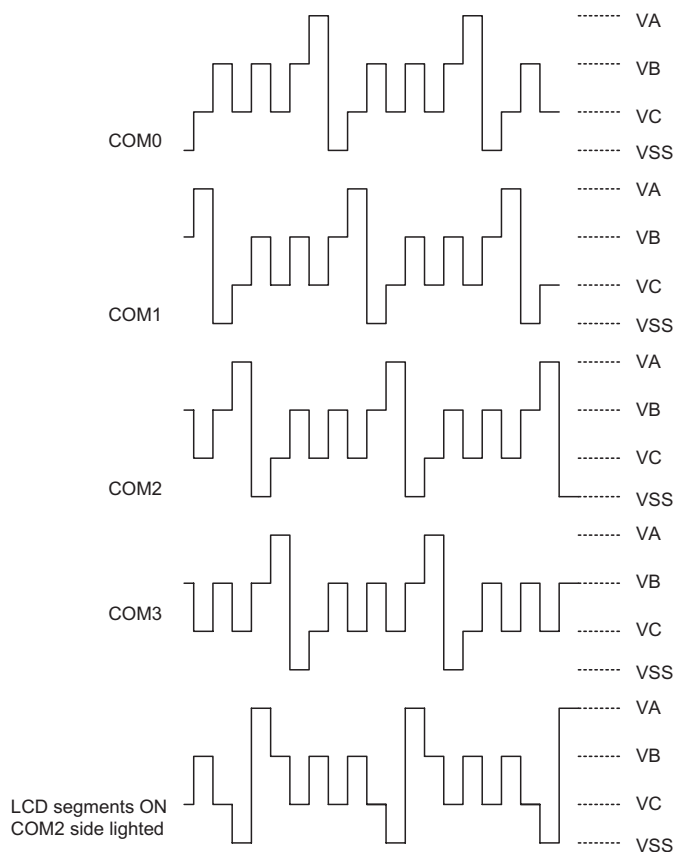 VA
VB
VC
COM0
VSS
VA
VB
VC
COM1
VSS
VA
VB
VC
COM2
VSS
VA
VB
COM3
VC
VSS
VA
VB
LCD segments ON
VC
COM2 side lighted
VSS